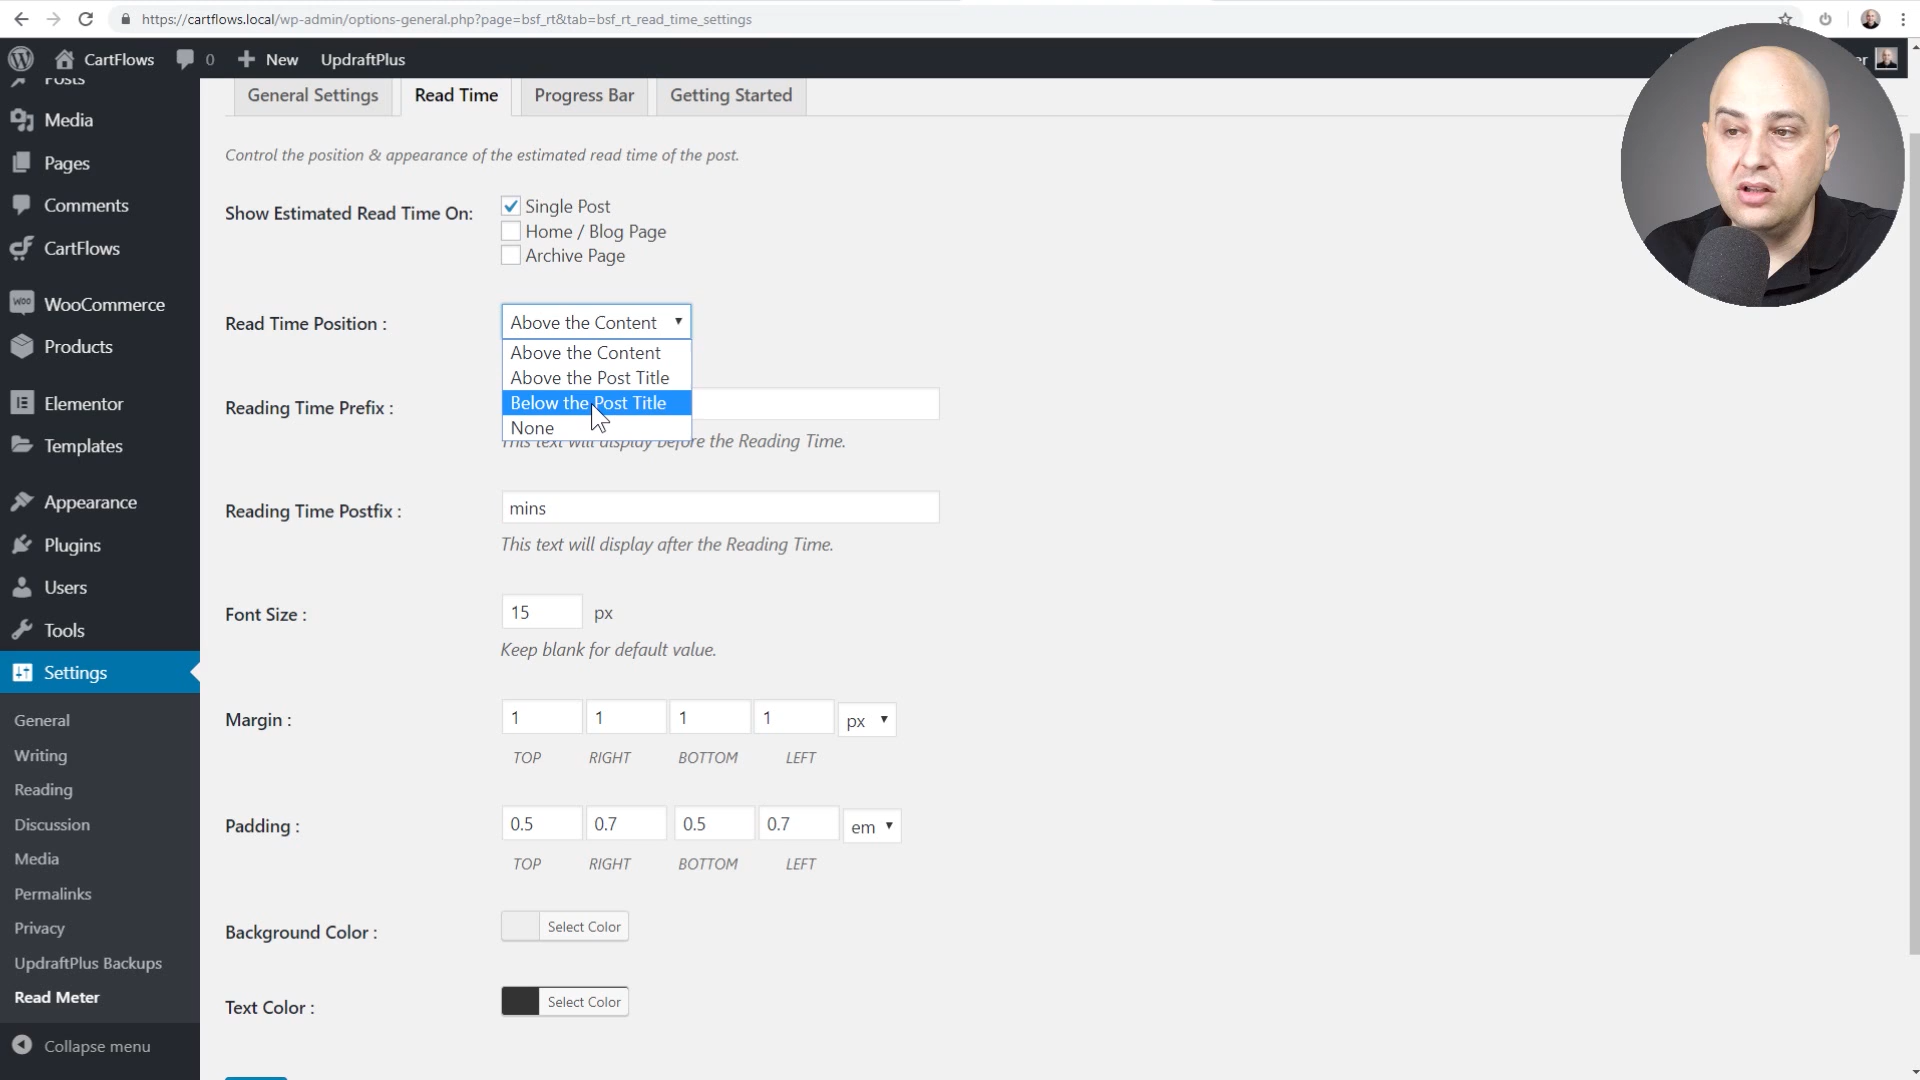 https://cartflows.local/wp-admin/options-general.php?page=bsf_rt&tab=bsf_rt_read_time_settings
CartFlows 0 New UpdraftPlus
Posts
Media
Pages
Comments
CartFlows
WooCommerce
Products
Elementor
Templates
Appearance
Plugins
Users
Tools
Settings
General
Writing
Reading
Discussion
Media
Permalinks
Privacy
UpdraftPlus Backups
Read Meter
Collapse menu
General Settings Read Time Progress Bar Getting Started
Control the position & appearance of the estimated read time of the post.
Show Estimated Read Time On: Single Post
Home / Blog Page
Archive Page
Read Time Position : Above the Content
Above the Content
Above the Post Title
Below the Post Title
None
Reading Time Prefix :
This text will display before the Reading Time.
Reading Time Postfix : mins
This text will display after the Reading Time.
Font Size : 15 px
Keep blank for default value.
Margin : 1 1 1 1 px
TOP RIGHT BOTTOM LEFT
Padding : 0.5 0.7 0.5 0.7 em
TOP RIGHT BOTTOM LEFT
Background Color : Select Color
Text Color : Select Color